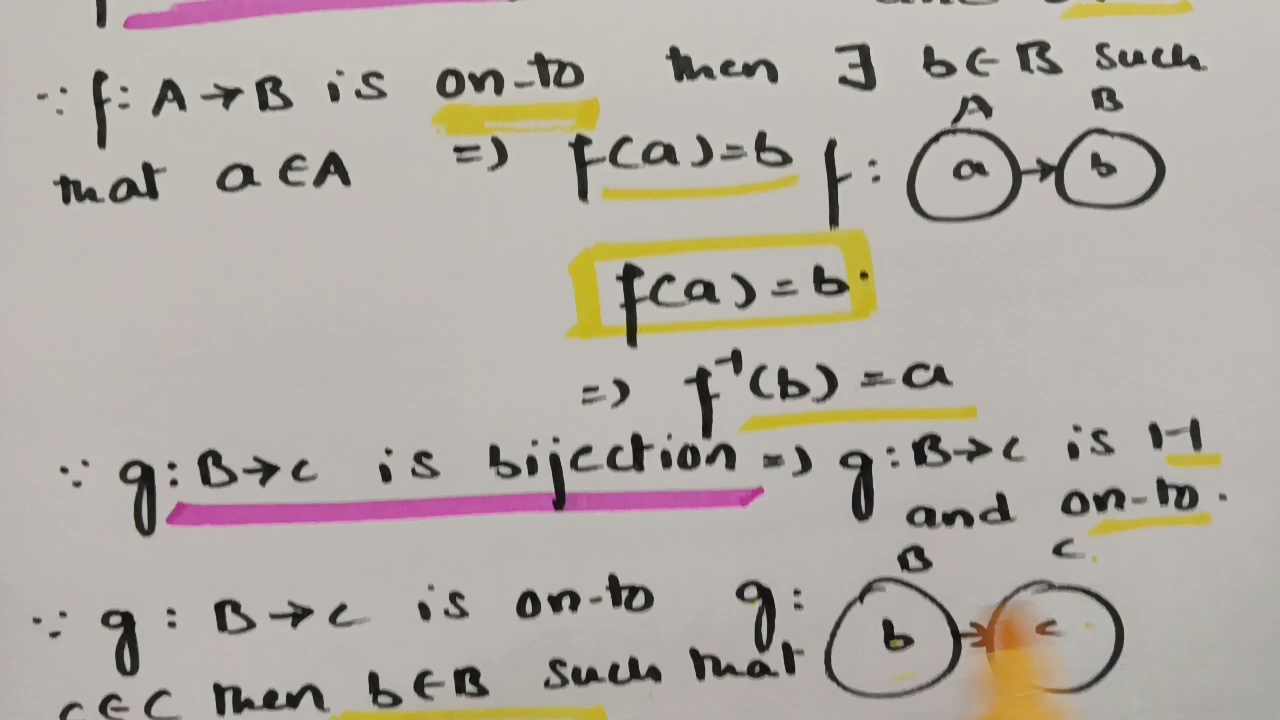 ∵ f: A → B is on-to then ∃ b ∈ B such
that a ∈ A ⇒ f(a) = b f:
A B
a → b
f(a) = b.
⇒ f⁻¹(b) = a
∵ g: B → c is bijection ⇒ g: B → c is 1-1
and on-to.
B c
∵ g: B → c is on-to g:
b → c
c ∈ C then b ∈ B such that